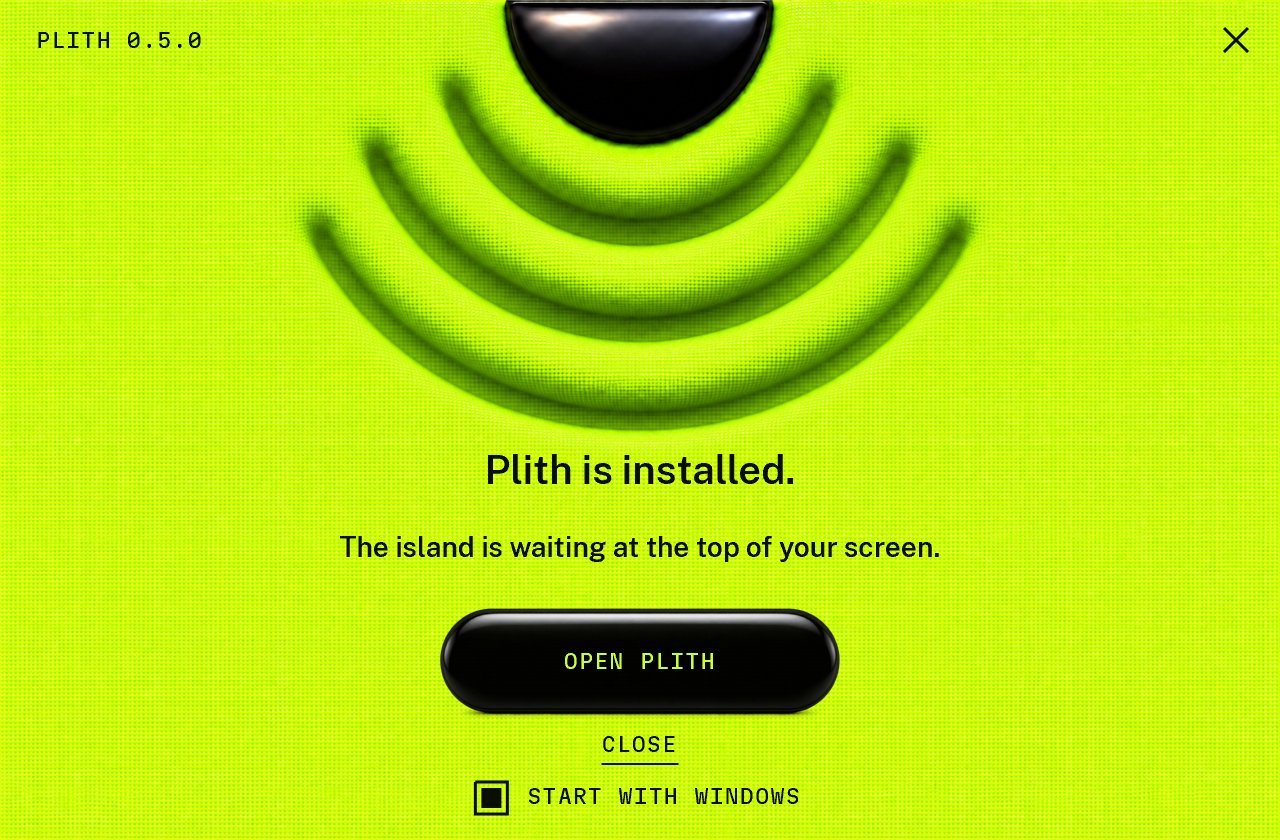 PLITH 0.5.0
Plith is installed.
The island is waiting at the top of your screen.
OPEN PLITH
CLOSE
START WITH WINDOWS